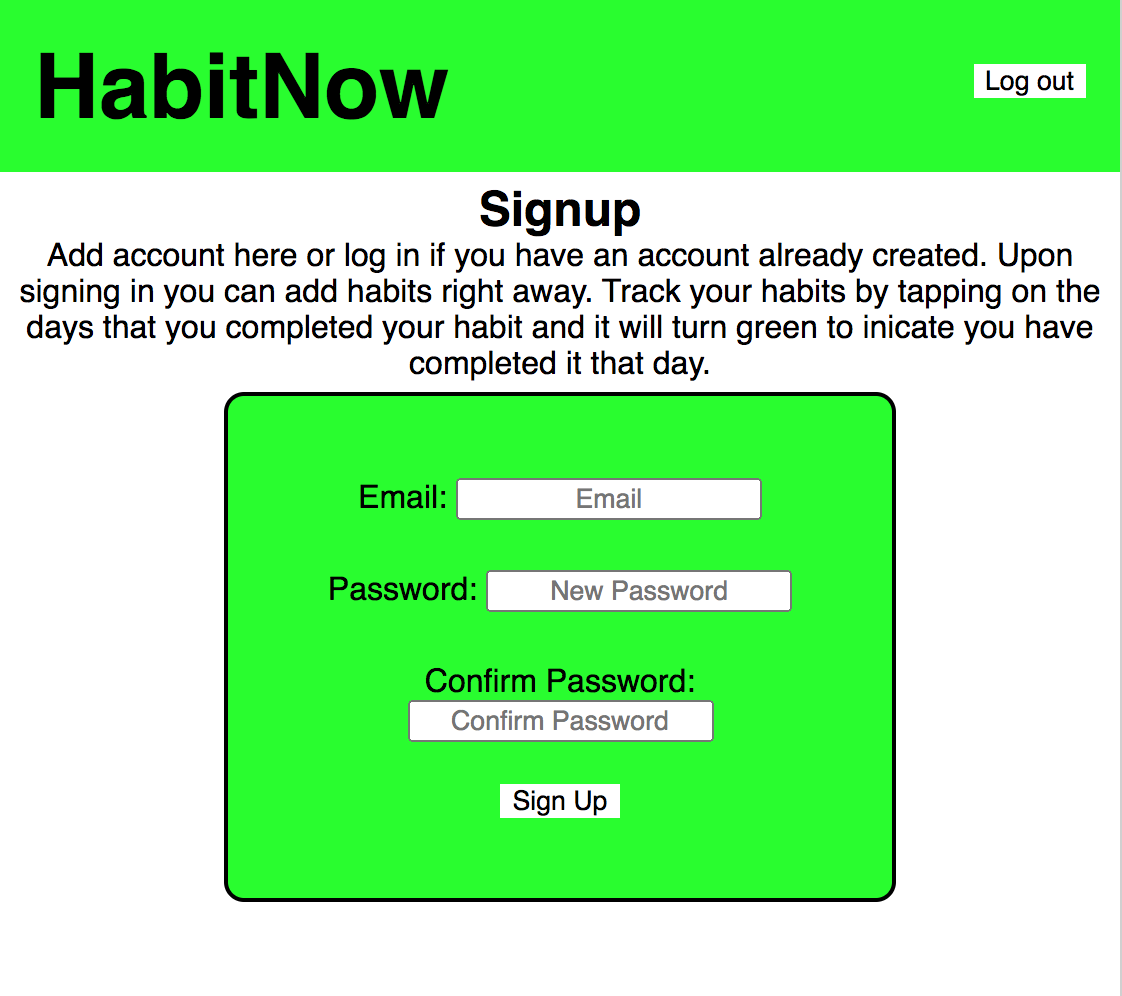 HabitNow
Log out
Signup
Add account here or log in if you have an account already created. Upon
signing in you can add habits right away. Track your habits by tapping on the
days that you completed your habit and it will turn green to inicate you have
completed it that day.
Email: Email
Password: New Password
Confirm Password:
Confirm Password
Sign Up